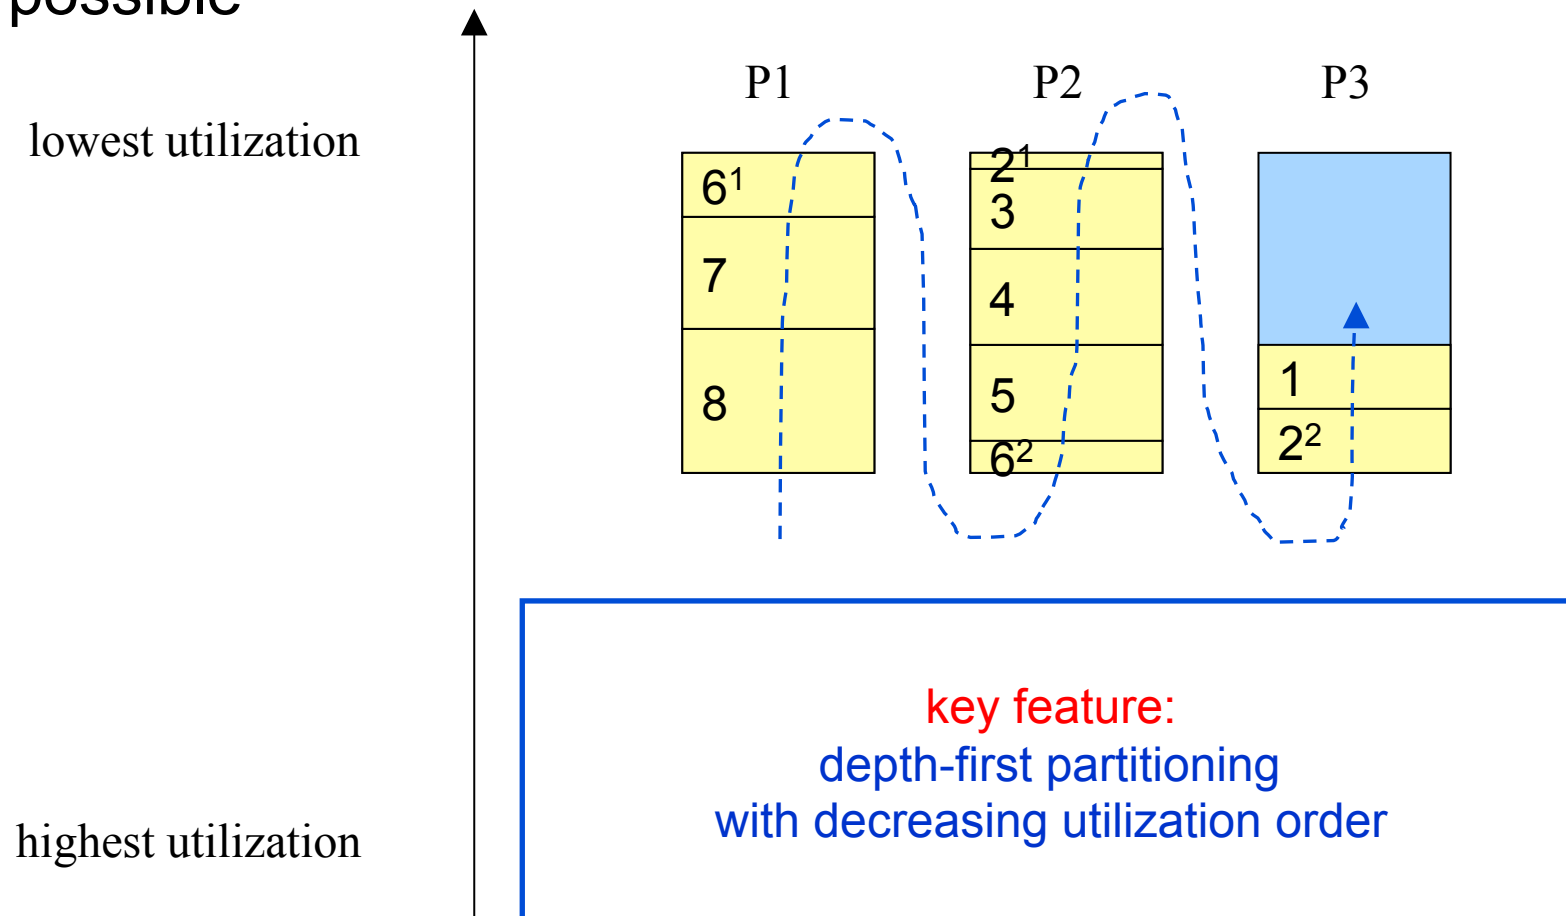 possible
P1 P2 P3
lowest utilization
6¹
7
8
2¹
3
4
5
6²
1
2²
key feature:
depth-first partitioning
with decreasing utilization order
highest utilization